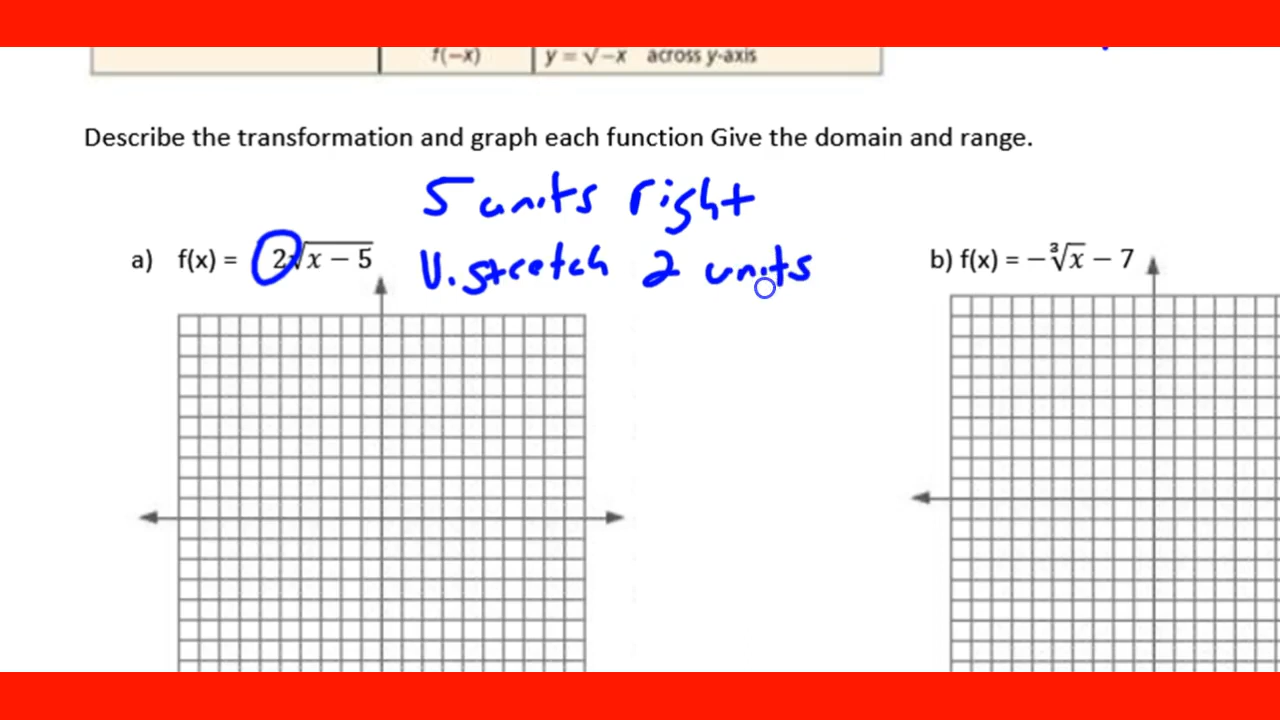 f(−x) y = √−x across y-axis
Describe the transformation and graph each function Give the domain and range.
5 units right
a) f(x) = 2√x − 5 V. stretch 2 units
b) f(x) = −∛x − 7